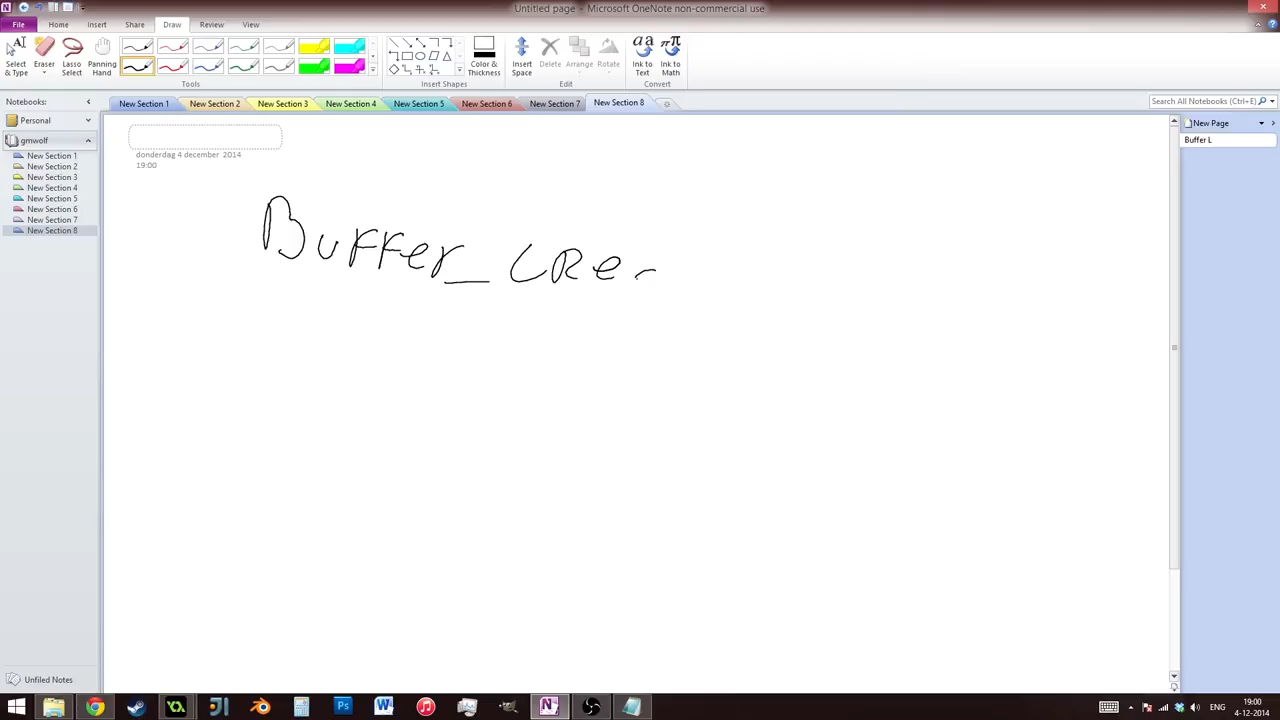 Untitled page - Microsoft OneNote non-commercial use
File Home Insert Share Draw Review View
Select & Type
Eraser
Lasso Select
Panning Hand
Color & Thickness
Insert Space
Delete
Arrange
Rotate
Ink to Text
Ink to Math
Tools
Insert Shapes
Edit
Convert
Notebooks:
New Section 1 New Section 2 New Section 3 New Section 4 New Section 5 New Section 6 New Section 7 New Section 8
Search All Notebooks (Ctrl+E)
Personal
gmwolf
New Section 1
New Section 2
New Section 3
New Section 4
New Section 5
New Section 6
New Section 7
New Section 8
New Page
Buffer L
donderdag 4 december 2014
19:00
Buffer_CRe
Unfiled Notes
ENG
19:00
4-12-2014